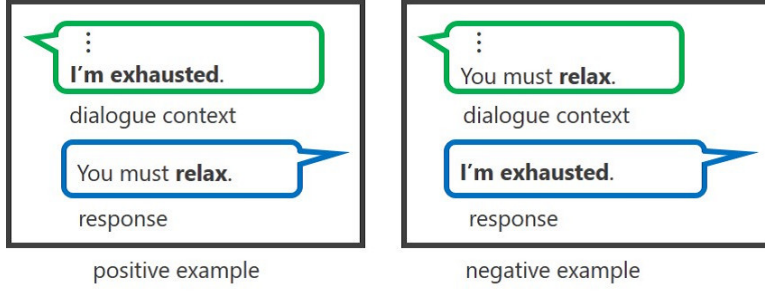 ⋮
I'm exhausted.
dialogue context
You must relax.
response
positive example
⋮
You must relax.
dialogue context
I'm exhausted.
response
negative example